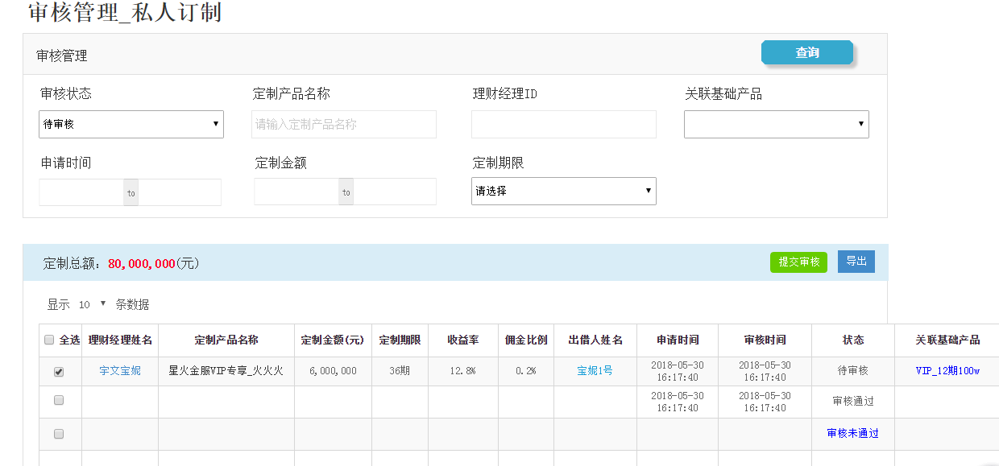 审核管理_私人订制
审核管理
查询
审核状态 定制产品名称 理财经理ID 关联基础产品
待审核 请输入定制产品名称
申请时间 定制金额 定制期限
to to 请选择
定制总额: 80,000,000(元) 提交审核 导出
显示 10 条数据
全选 理财经理姓名 定制产品名称 定制金额(元) 定制期限 收益率 佣金比例 出借人姓名 申请时间 审核时间 状态 关联基础产品
宇文宝妮 星火金服VIP专享_火火火 6,000,000 36期 12.8% 0.2% 宝妮1号 2018-05-30 16:17:40 2018-05-30 16:17:40 待审核 VIP_12期100w
2018-05-30 16:17:40 2018-05-30 16:17:40 审核通过
审核未通过